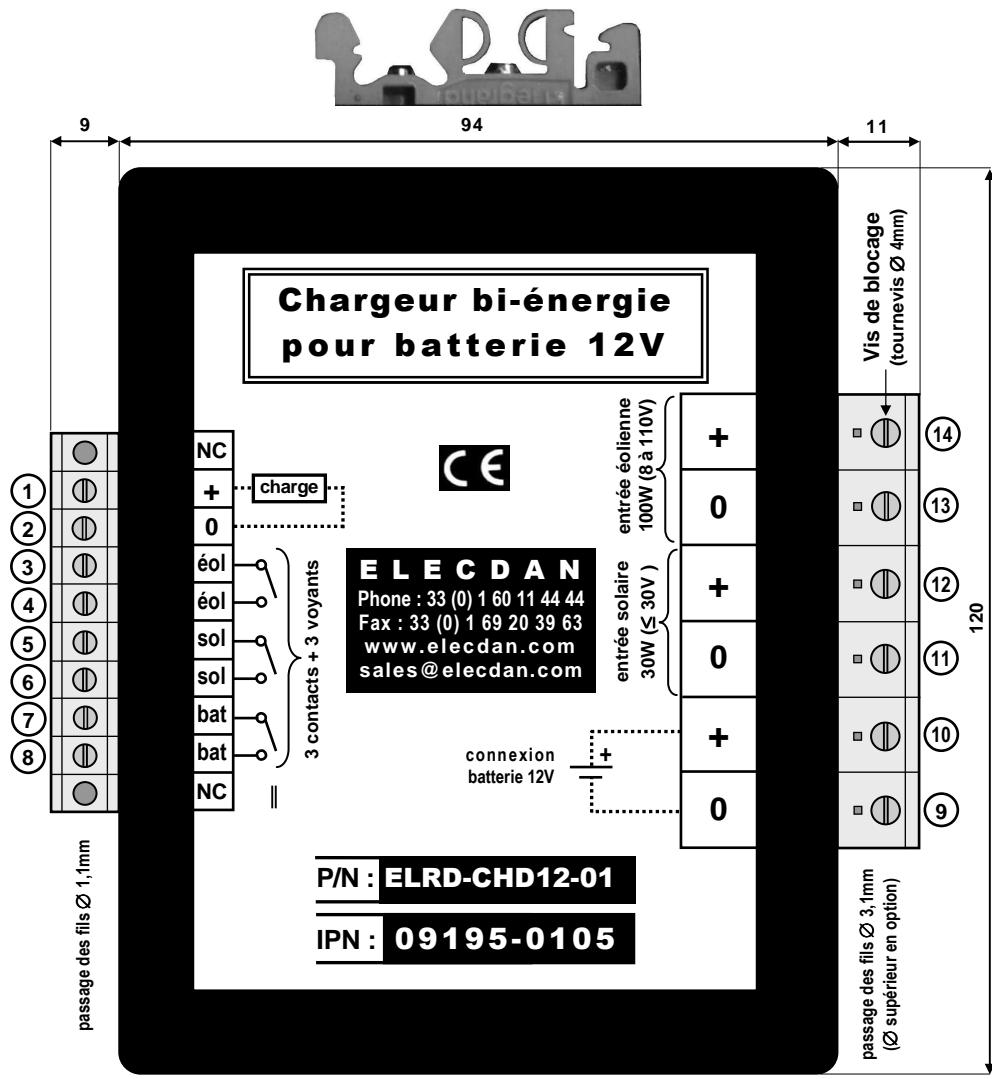 legrand
9
94
11
120
Vis de blocage
(tournevis Ø 4mm)
Chargeur bi-énergie
pour batterie 12V
NC
+
0
éol
éol
sol
sol
bat
bat
NC
charge
1
2
3
4
5
6
7
8
3 contacts + 3 voyants
CE
ELECDAN
Phone : 33 (0) 1 60 11 44 44
Fax : 33 (0) 1 69 20 39 63
www.elecdan.com
sales@elecdan.com
entrée éolienne
100W (8 à 110V)
entrée solaire
30W (≤ 30V )
connexion
batterie 12V
+
+
0
+
0
+
0
14
13
12
11
10
9
P/N : ELRD-CHD12-01
IPN : 09195-0105
passage des fils Ø 1,1mm
passage des fils Ø 3,1mm
(Ø supérieur en option)